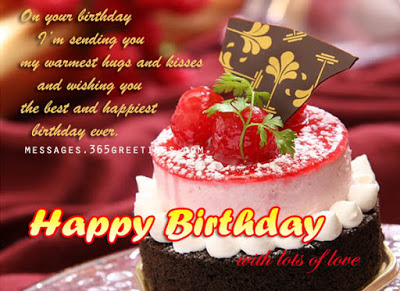 On your birthday
I'm sending you
my warmest hugs and kisses
and wishing you
the best and happiest
birthday ever.
MESSAGES.365GREETINGS.COM
Happy Birthday
with lots of love